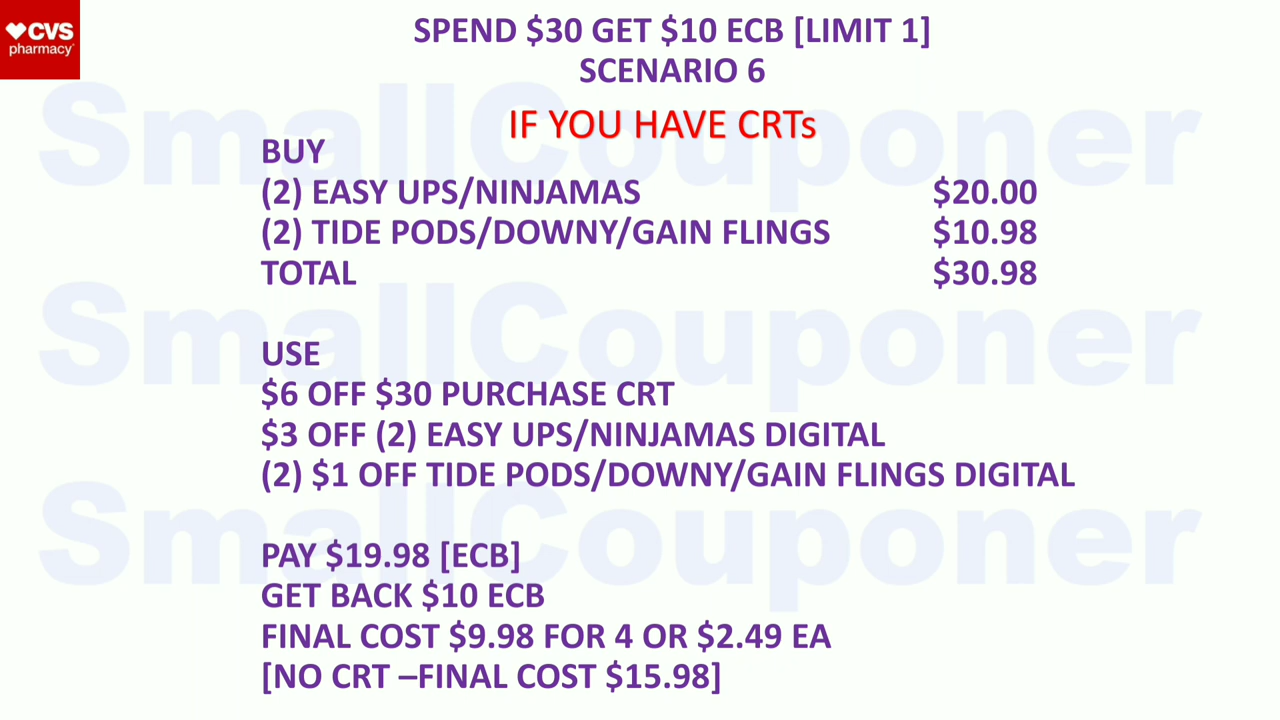 CVS
pharmacy
SPEND $30 GET $10 ECB [LIMIT 1]
SCENARIO 6
IF YOU HAVE CRTs
BUY
(2) EASY UPS/NINJAMAS $20.00
(2) TIDE PODS/DOWNY/GAIN FLINGS $10.98
TOTAL $30.98
USE
$6 OFF $30 PURCHASE CRT
$3 OFF (2) EASY UPS/NINJAMAS DIGITAL
(2) $1 OFF TIDE PODS/DOWNY/GAIN FLINGS DIGITAL
PAY $19.98 [ECB]
GET BACK $10 ECB
FINAL COST $9.98 FOR 4 OR $2.49 EA
[NO CRT –FINAL COST $15.98]
SmallCouponer
SmallCouponer
SmallCouponer